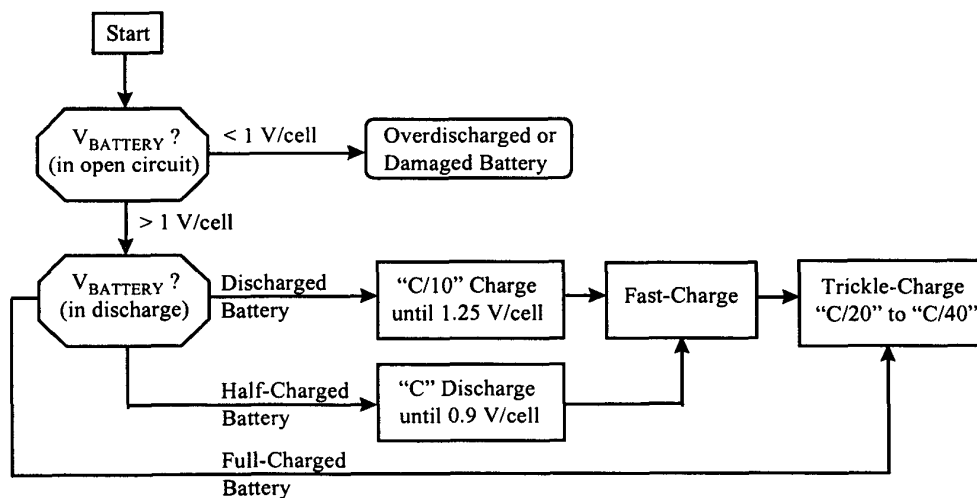 Start
V_BATTERY ?
(in open circuit)
< 1 V/cell
Overdischarged or
Damaged Battery
> 1 V/cell
V_BATTERY ?
(in discharge)
Discharged
Battery
“C/10” Charge
until 1.25 V/cell
Fast-Charge
Trickle-Charge
“C/20” to “C/40”
Half-Charged
Battery
“C” Discharge
until 0.9 V/cell
Full-Charged
Battery